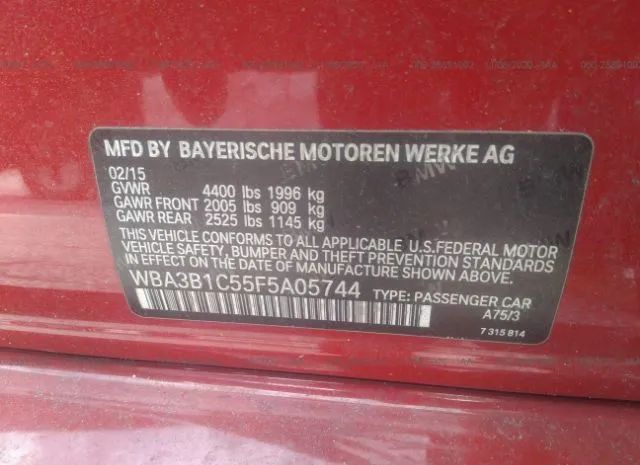 MFD BY BAYERISCHE MOTOREN WERKE AG
02/15
GVWR 4400 lbs 1996 kg
GAWR FRONT 2005 lbs 909 kg
GAWR REAR 2525 lbs 1145 kg
THIS VEHICLE CONFORMS TO ALL APPLICABLE U.S.FEDERAL MOTOR
VEHICLE SAFETY, BUMPER AND THEFT PREVENTION STANDARDS
IN EFFECT ON THE DATE OF MANUFACTURE SHOWN ABOVE.
WBA3B1C55F5A05744 TYPE: PASSENGER CAR
A75/3
7 315 814